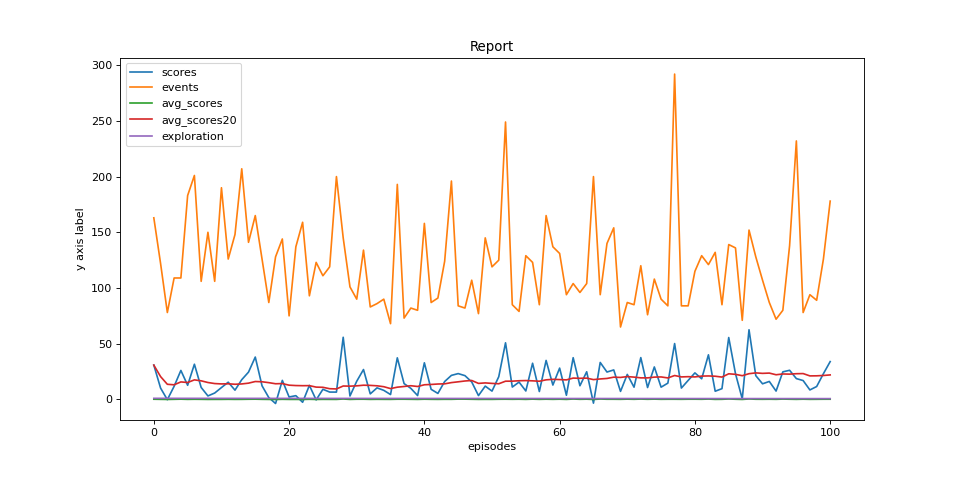 Report
300
250
200
150
100
50
0
y axis label
scores
events
avg_scores
avg_scores20
exploration
0 20 40 60 80 100
episodes